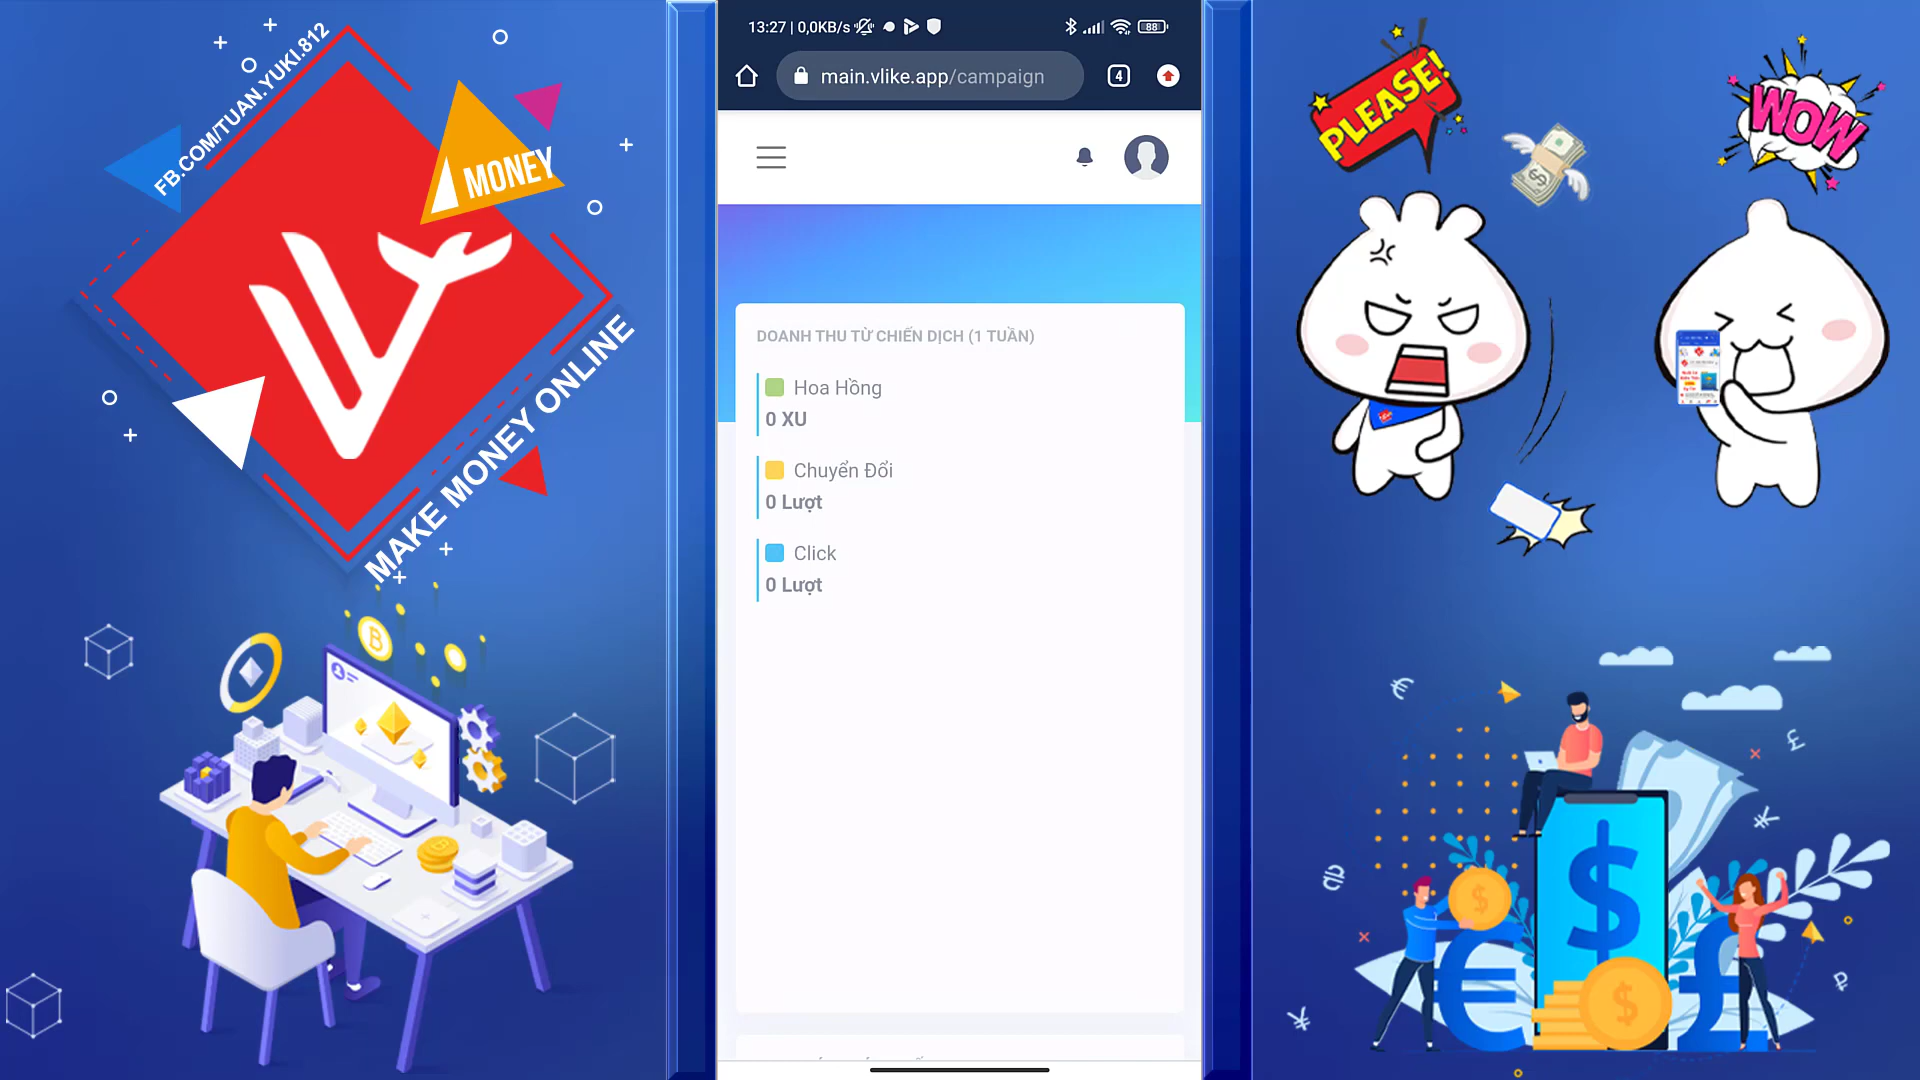 FB.COM/TUAN.YUKI.812
MONEY
MAKE MONEY ONLINE
13:27 | 0,0KB/s
88
main.vlike.app/campaign
4
DOANH THU TỪ CHIẾN DỊCH (1 TUẦN)
Hoa Hồng
0 XU
Chuyển Đổi
0 Lượt
Click
0 Lượt
PLEASE!
WOW